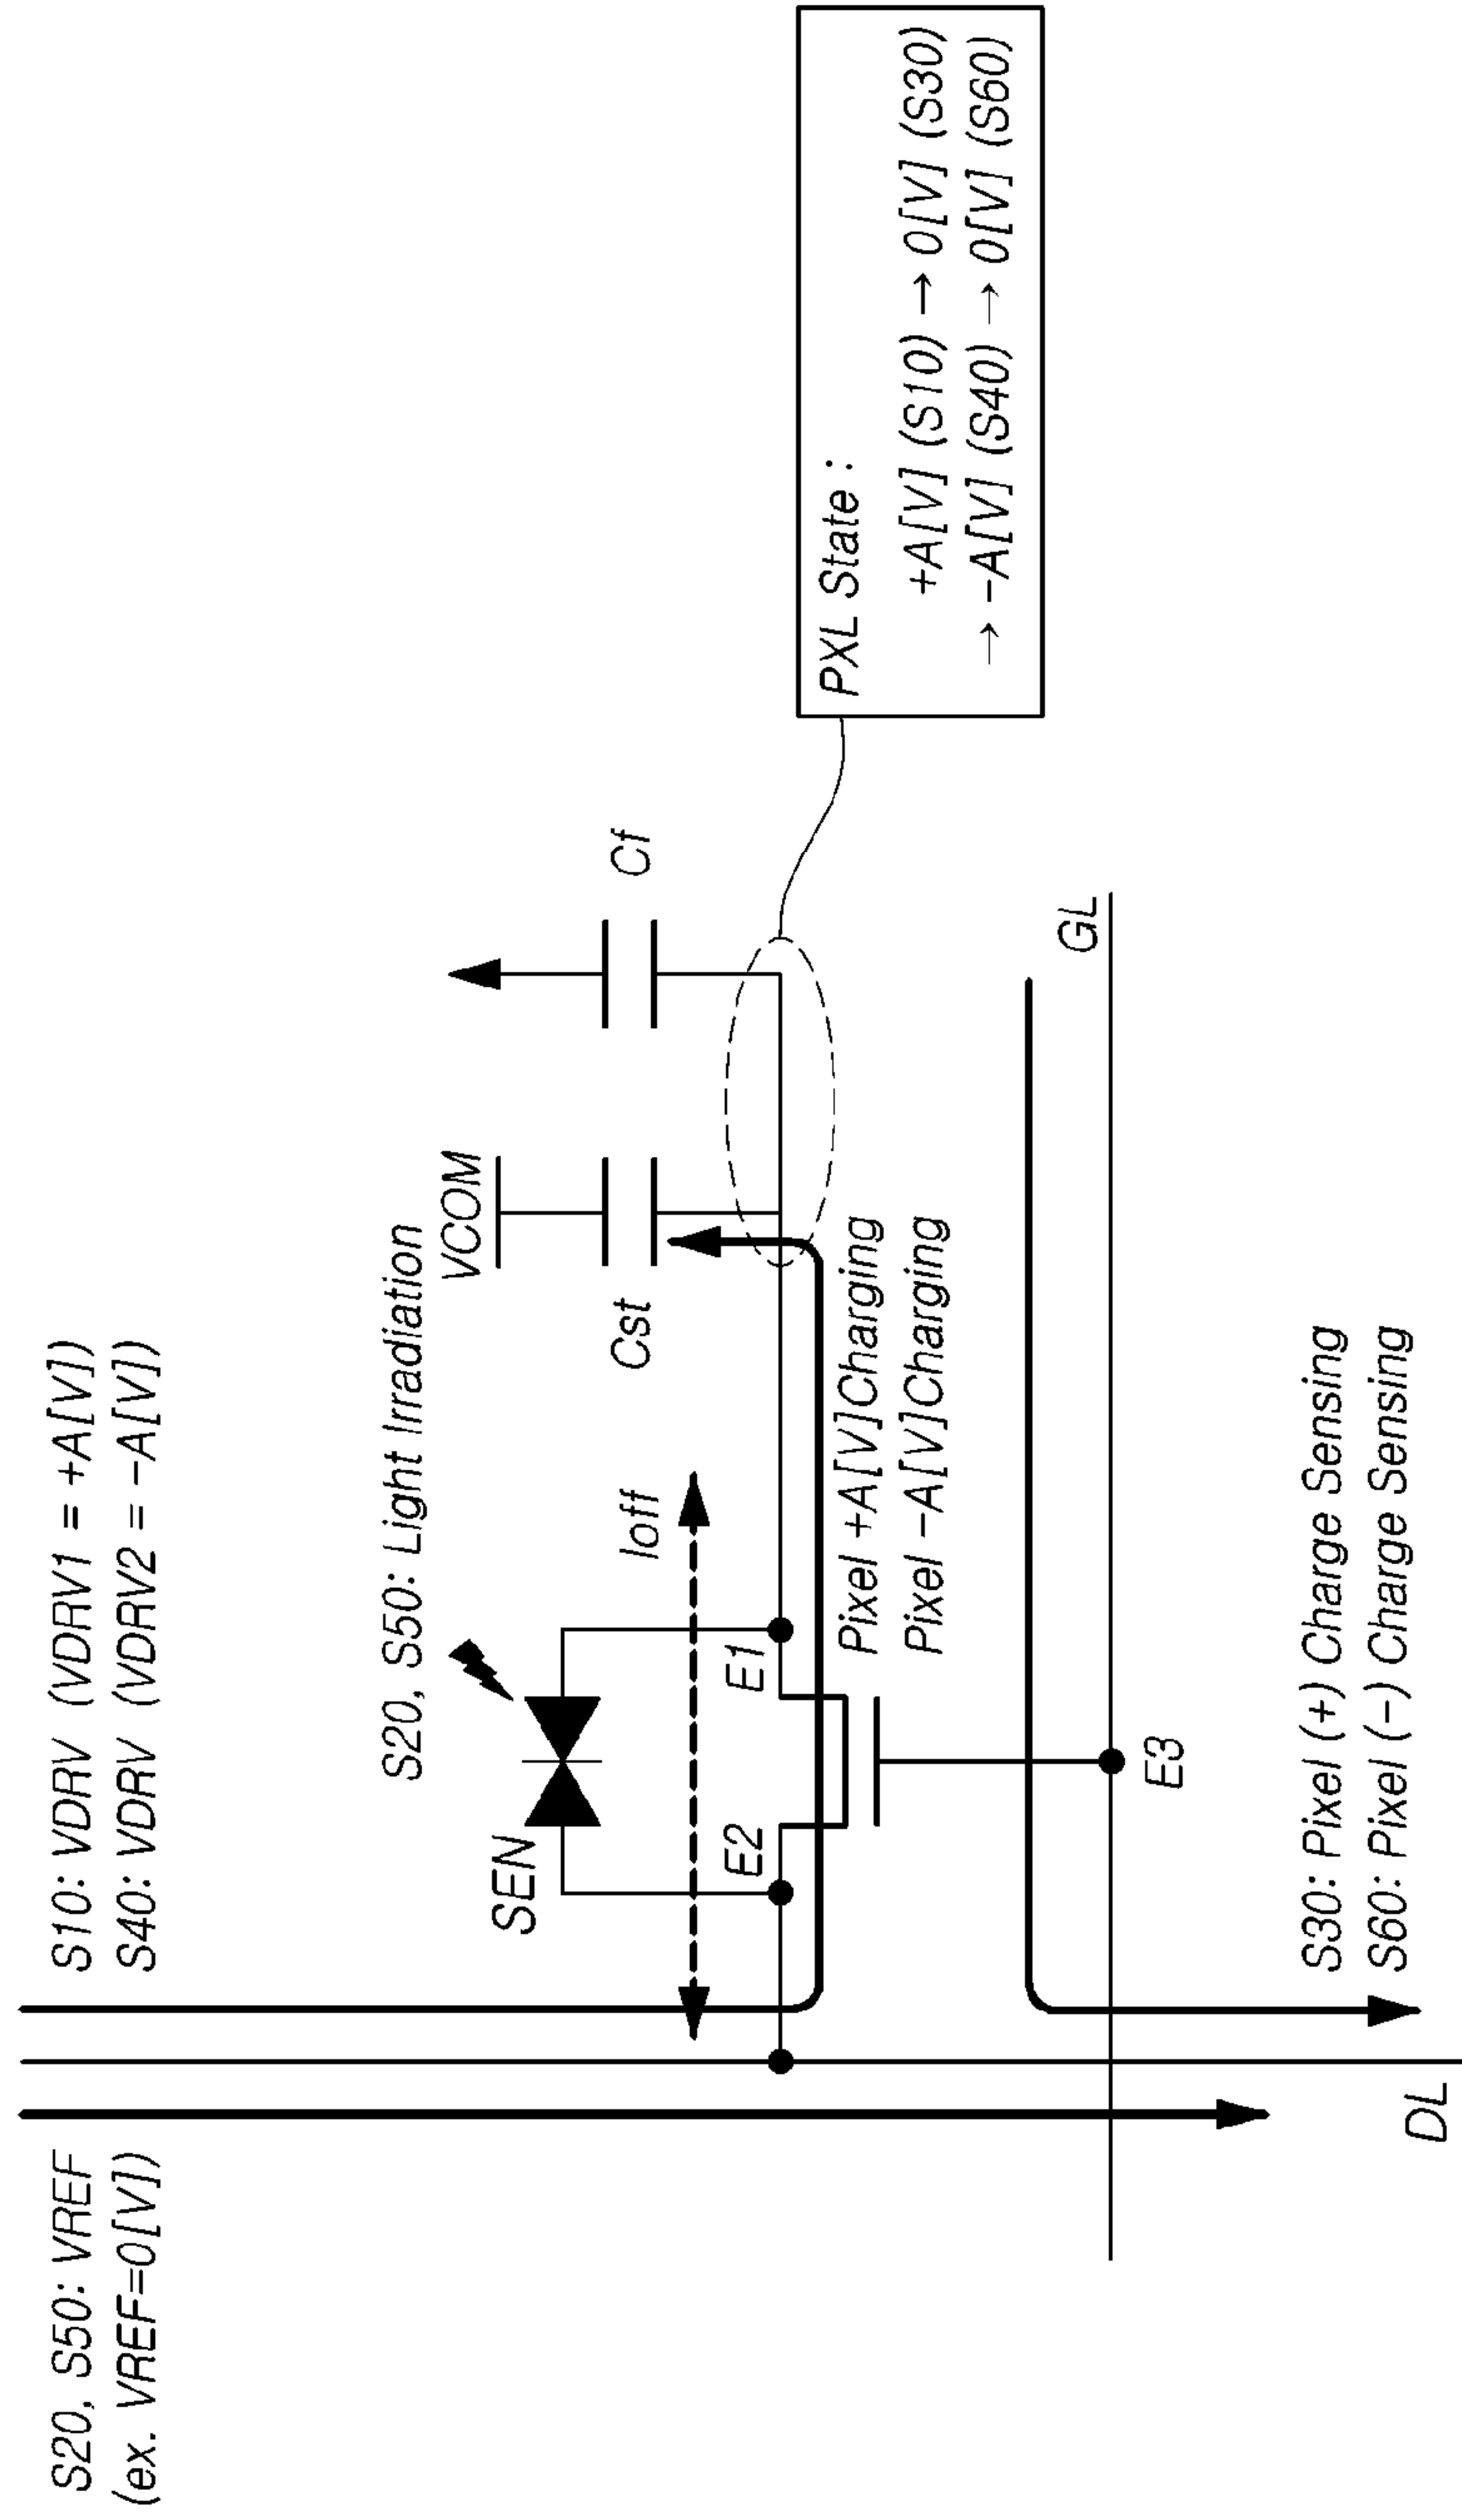 S20, S50: VREF
(ex. VREF=0[V])
S10: VDRV (VDRV1 = +A[V])
S40: VDRV (VDRV2 = -A[V])
S20, S50: Light Irradiation
SEN
VCOM
Ioff
Cst
Cf
E2
E1
Pixel +A[V]Charging
Pixel -A[V]Charging
PXL State :
+A[V] (S10) → 0[V] (S30)
→ -A[V] (S40) → 0[V] (S60)
GL
E3
S30: Pixel (+) Charge Sensing
S60: Pixel (-) Charge Sensing
DL